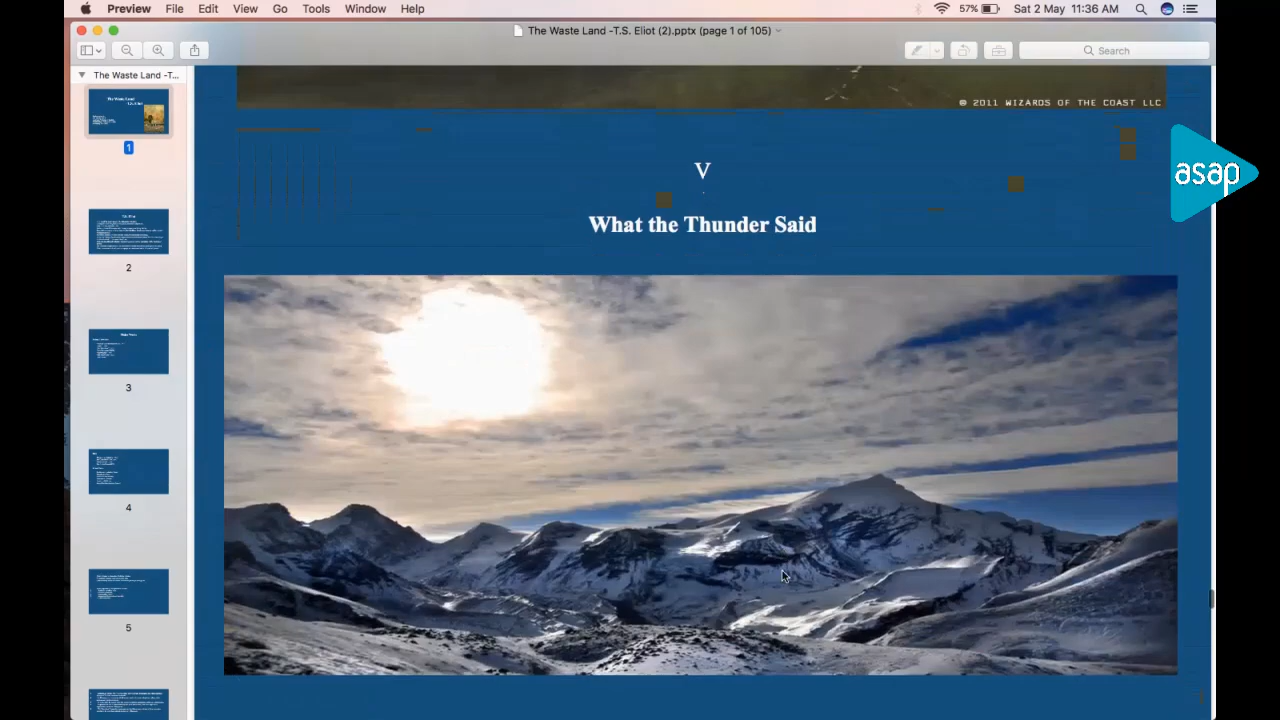 Preview File Edit View Go Tools Window Help 57% Sat 2 May 11:36 AM
The Waste Land -T.S. Eliot (2).pptx (page 1 of 105)
Search
The Waste Land -T...
© 2011 WIZARDS OF THE COAST LLC
1
V
asap
What the Thunder Said
2
3
4
5